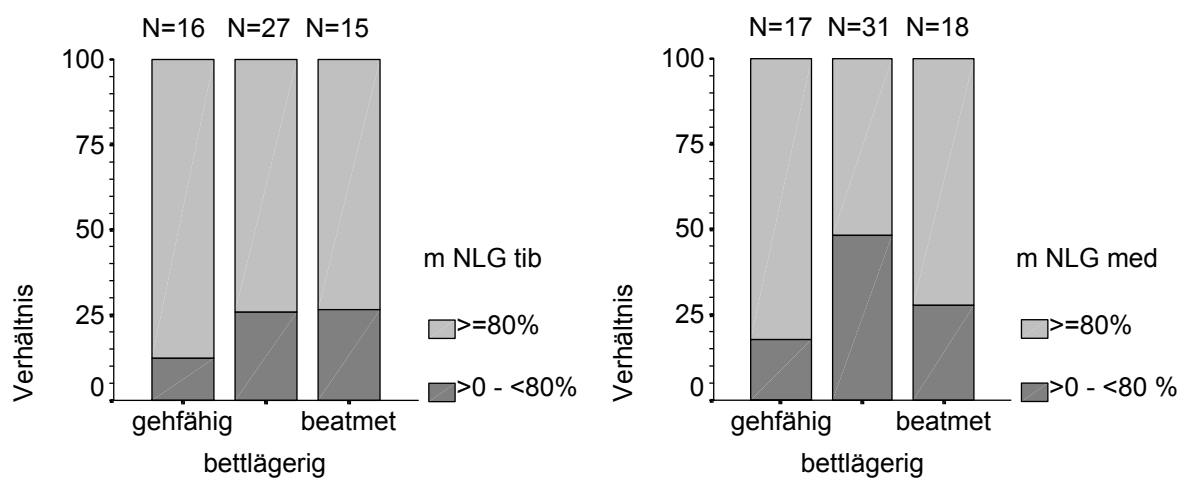 N=16 N=27 N=15
100
75
50
25
0
Verhältnis
gehfähig beatmet
bettlägerig
m NLG tib
>=80%
>0 - <80%
N=17 N=31 N=18
100
75
50
25
0
Verhältnis
gehfähig beatmet
bettlägerig
m NLG med
>=80%
>0 - <80 %